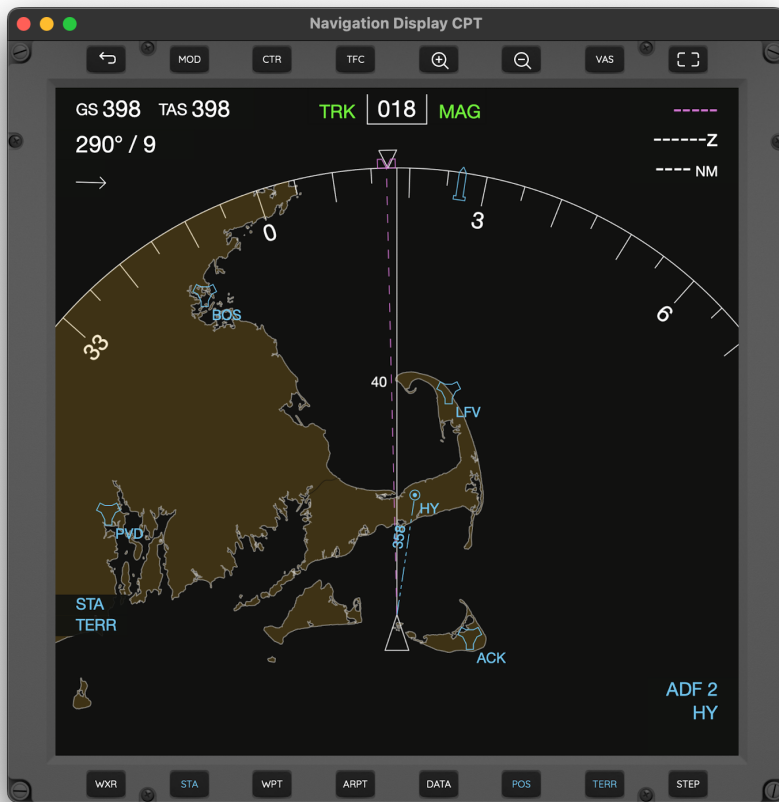 Navigation Display CPT
MOD CTR TFC VAS
GS 398 TAS 398 TRK 018 MAG -----
290° / 9 ------Z
---- NM
0 3
33 6
BOS
40
LFV
HY
PVD
358
STA
TERR
ACK
ADF 2
HY
WXR STA WPT ARPT DATA POS TERR STEP